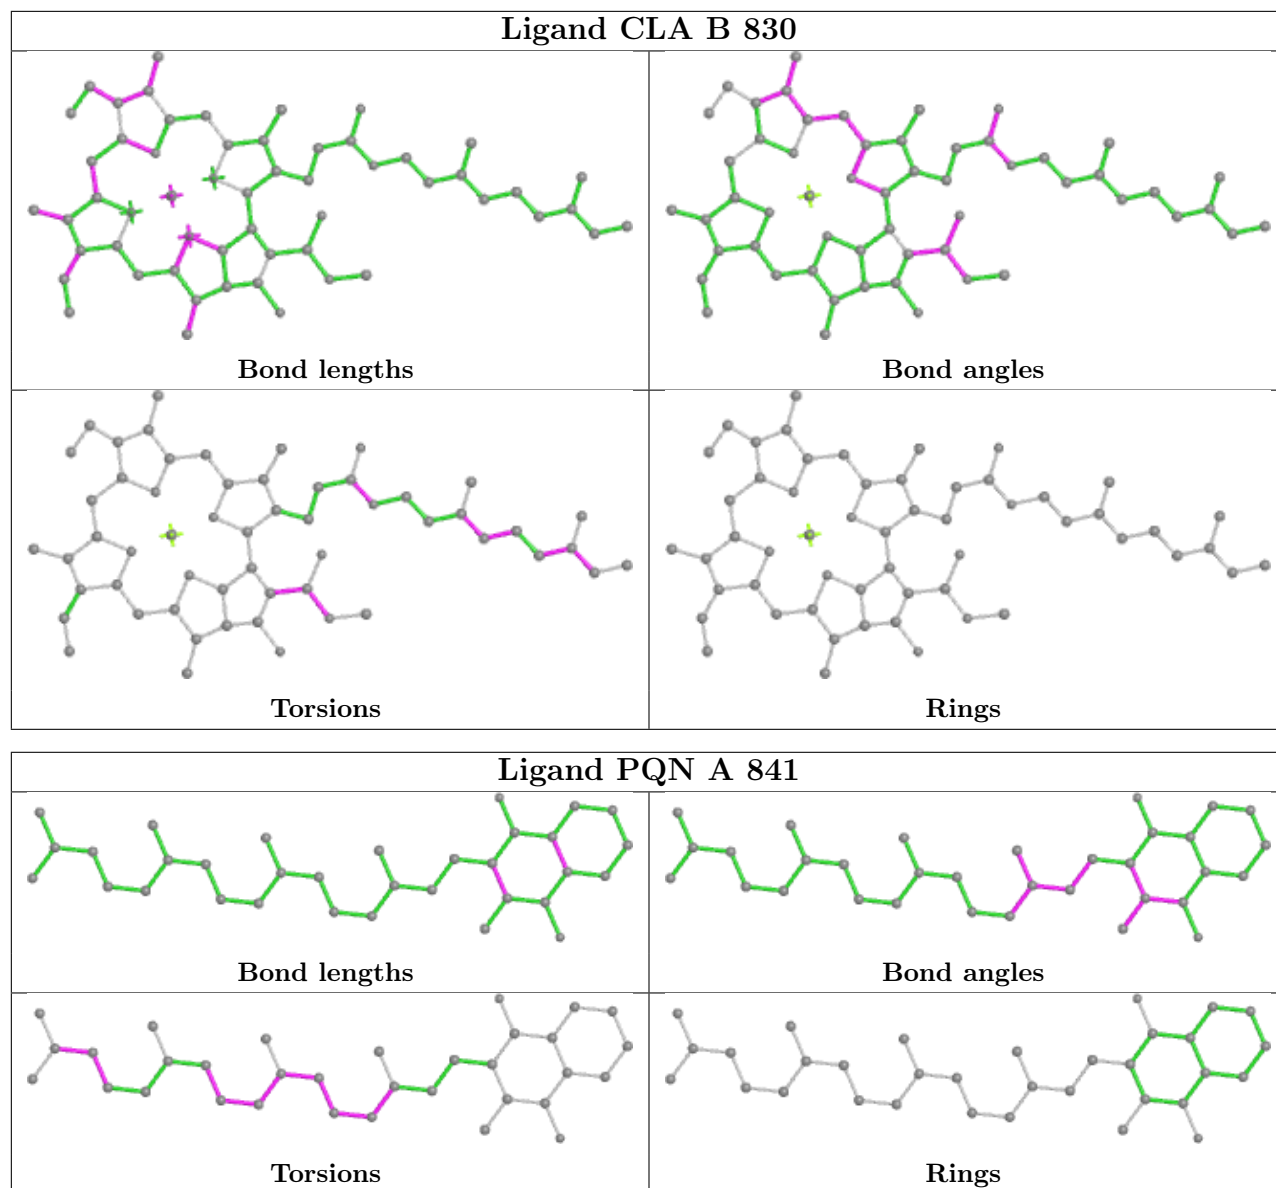 Ligand CLA B 830
Bond lengths
Bond angles
Torsions
Rings
Ligand PQN A 841
Bond lengths
Bond angles
Torsions
Rings